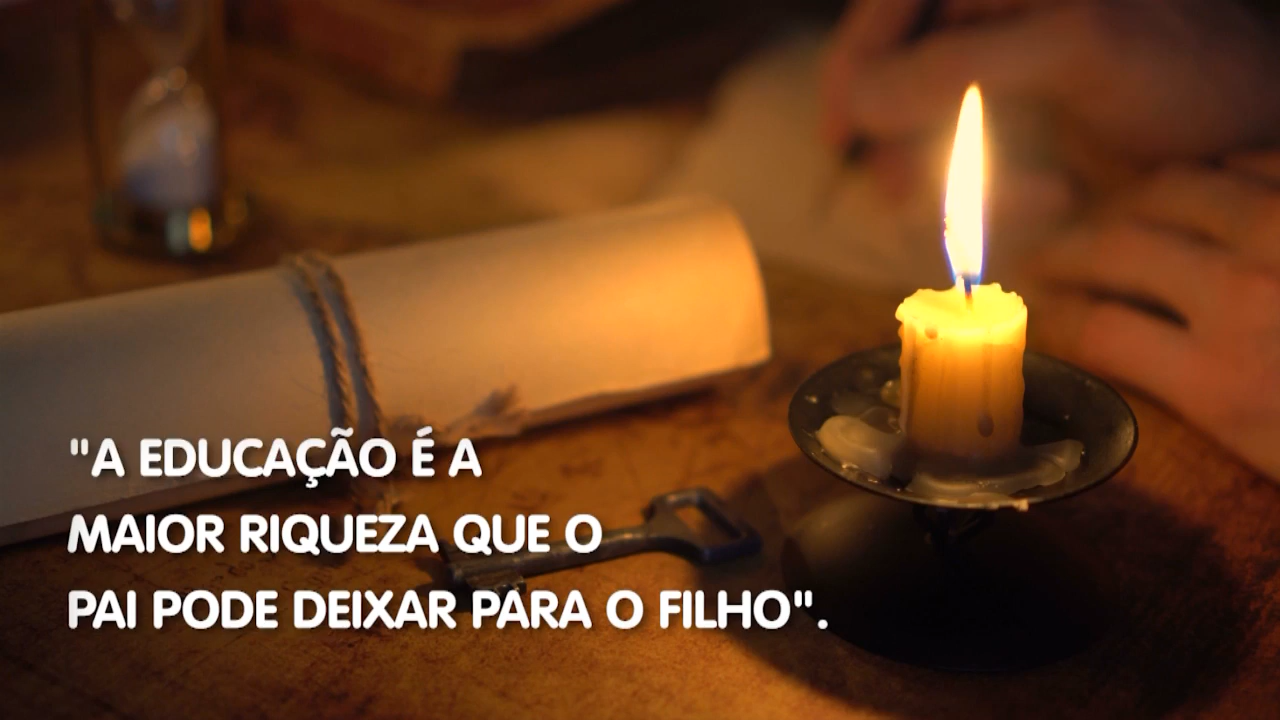 "A EDUCAÇÃO É A
MAIOR RIQUEZA QUE O
PAI PODE DEIXAR PARA O FILHO".